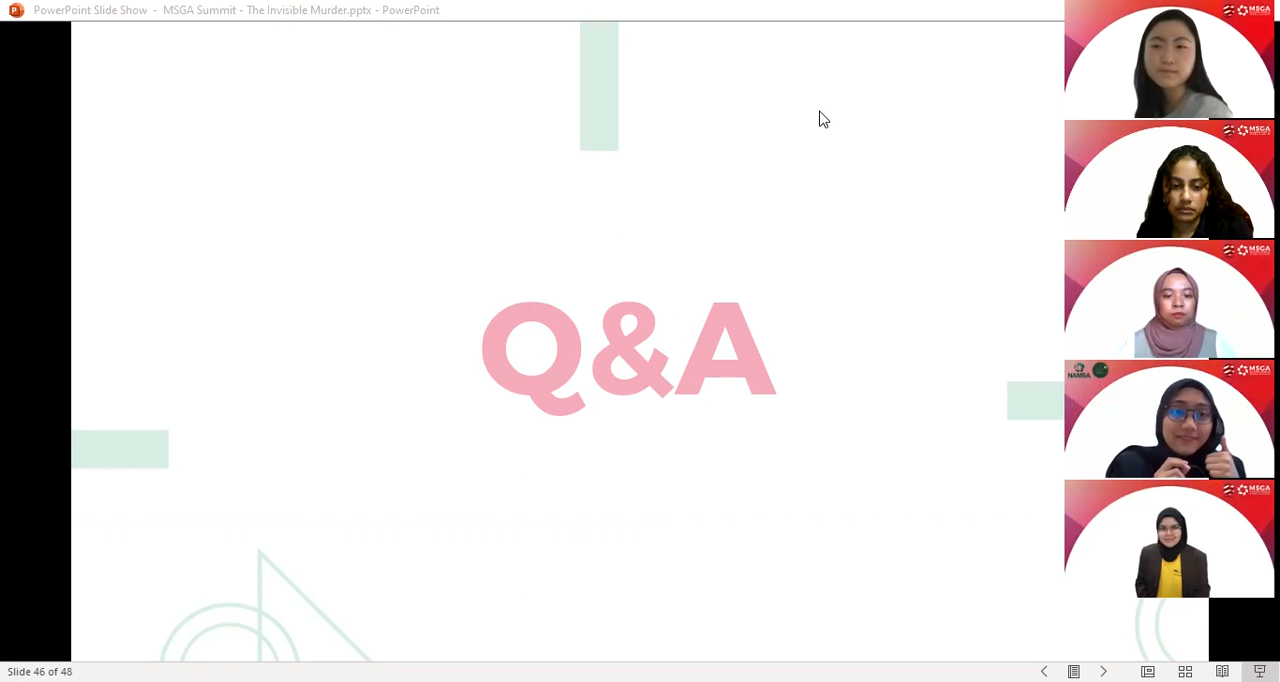 PowerPoint Slide Show - MSGA Summit - The Invisible Murder.pptx - PowerPoint
MSGA
MSGA
MSGA
NAMSA
MSGA
MSGA
Q&A
Slide 46 of 48